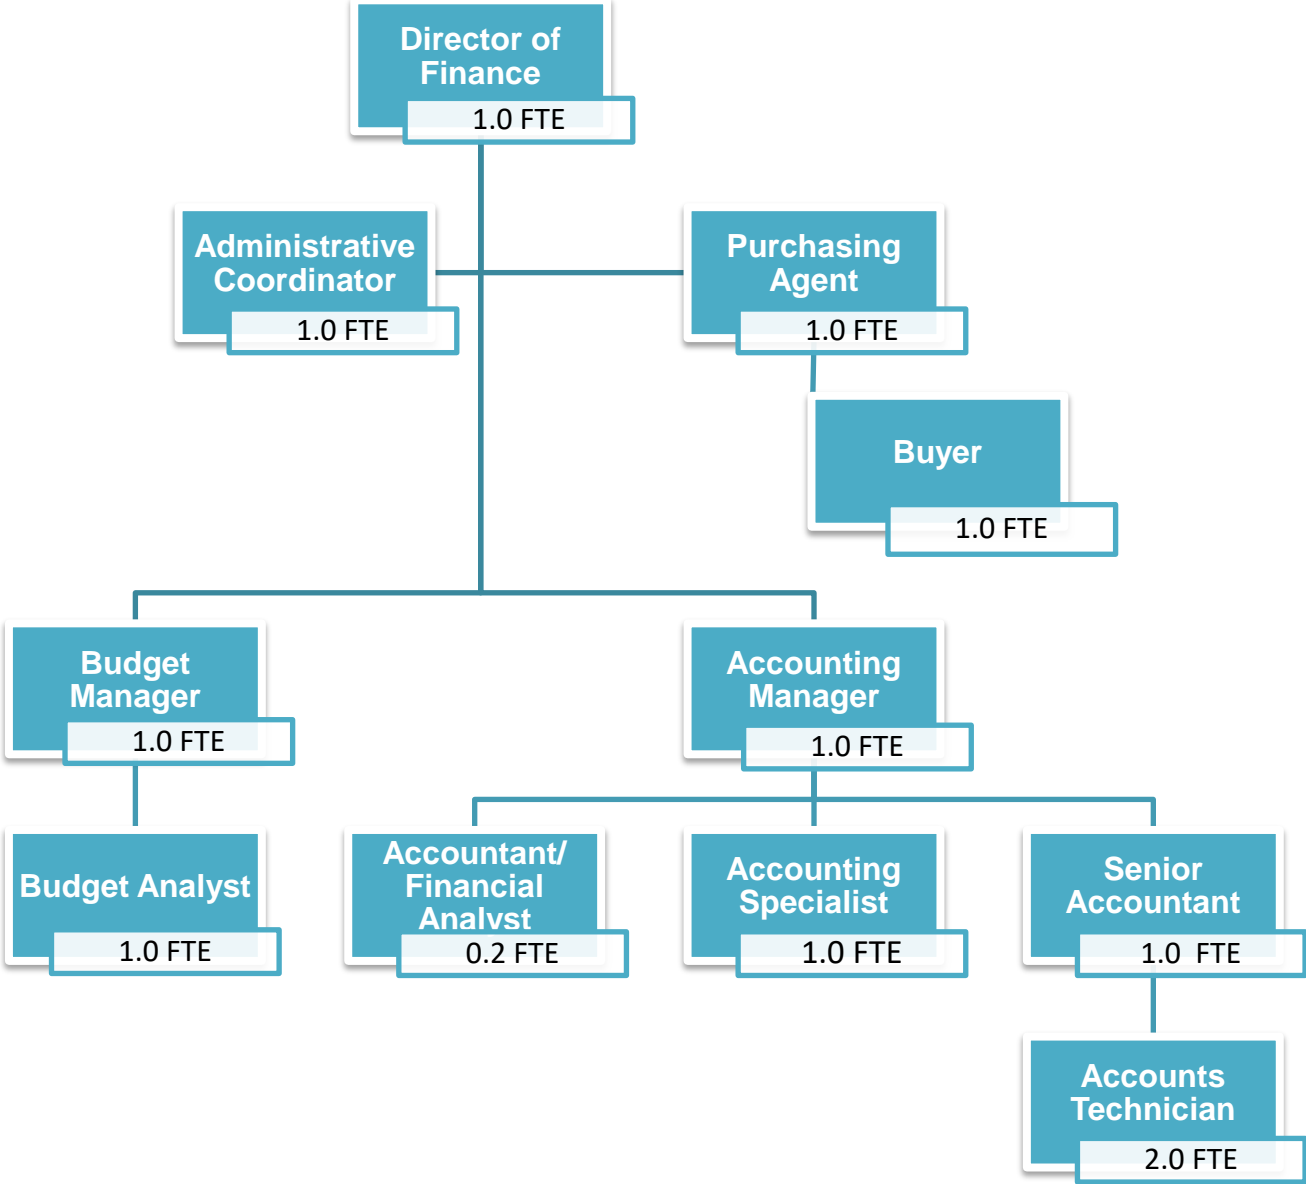 Director of
Finance
1.0 FTE
Administrative
Coordinator
1.0 FTE
Purchasing
Agent
1.0 FTE
Buyer
1.0 FTE
Budget
Manager
1.0 FTE
Accounting
Manager
1.0 FTE
Budget Analyst
1.0 FTE
Accountant/
Financial
Analyst
0.2 FTE
Accounting
Specialist
1.0 FTE
Senior
Accountant
1.0  FTE
Accounts
Technician
2.0 FTE